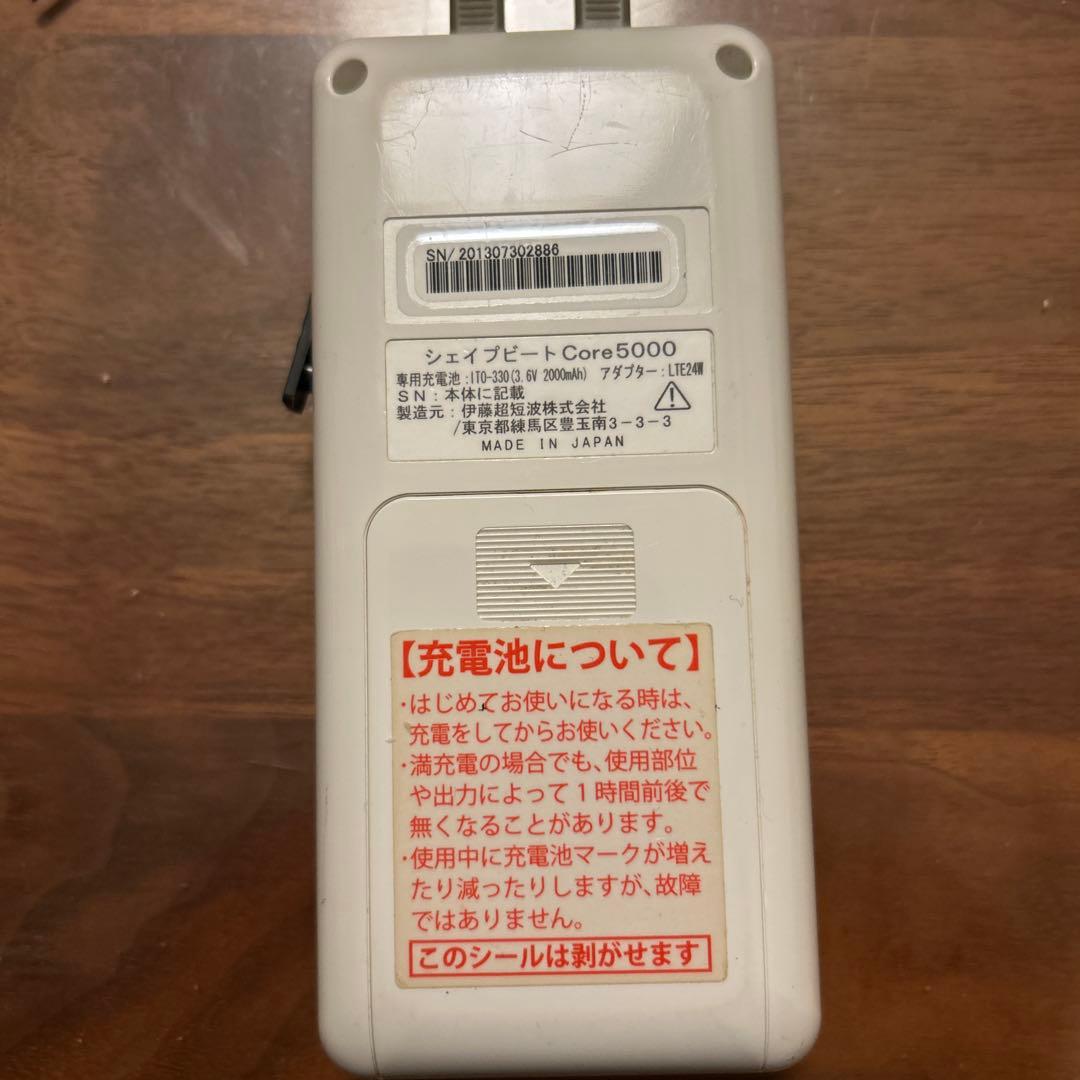 SN/201307302886
シェイプビートCore5000
専用充電池:ITO-330(3.6V 2000mAh) アダプター:LTE24W
SN:本体に記載
製造元:伊藤超短波株式会社
/東京都練馬区豊玉南3-3-3
MADE IN JAPAN
【充電池について】
・はじめてお使いになる時は、
充電をしてからお使いください。
・満充電の場合でも、使用部位
や出力によって1時間前後で
無くなることがあります。
・使用中に充電池マークが増え
たり減ったりしますが、故障
ではありません。
このシールは剥がせます